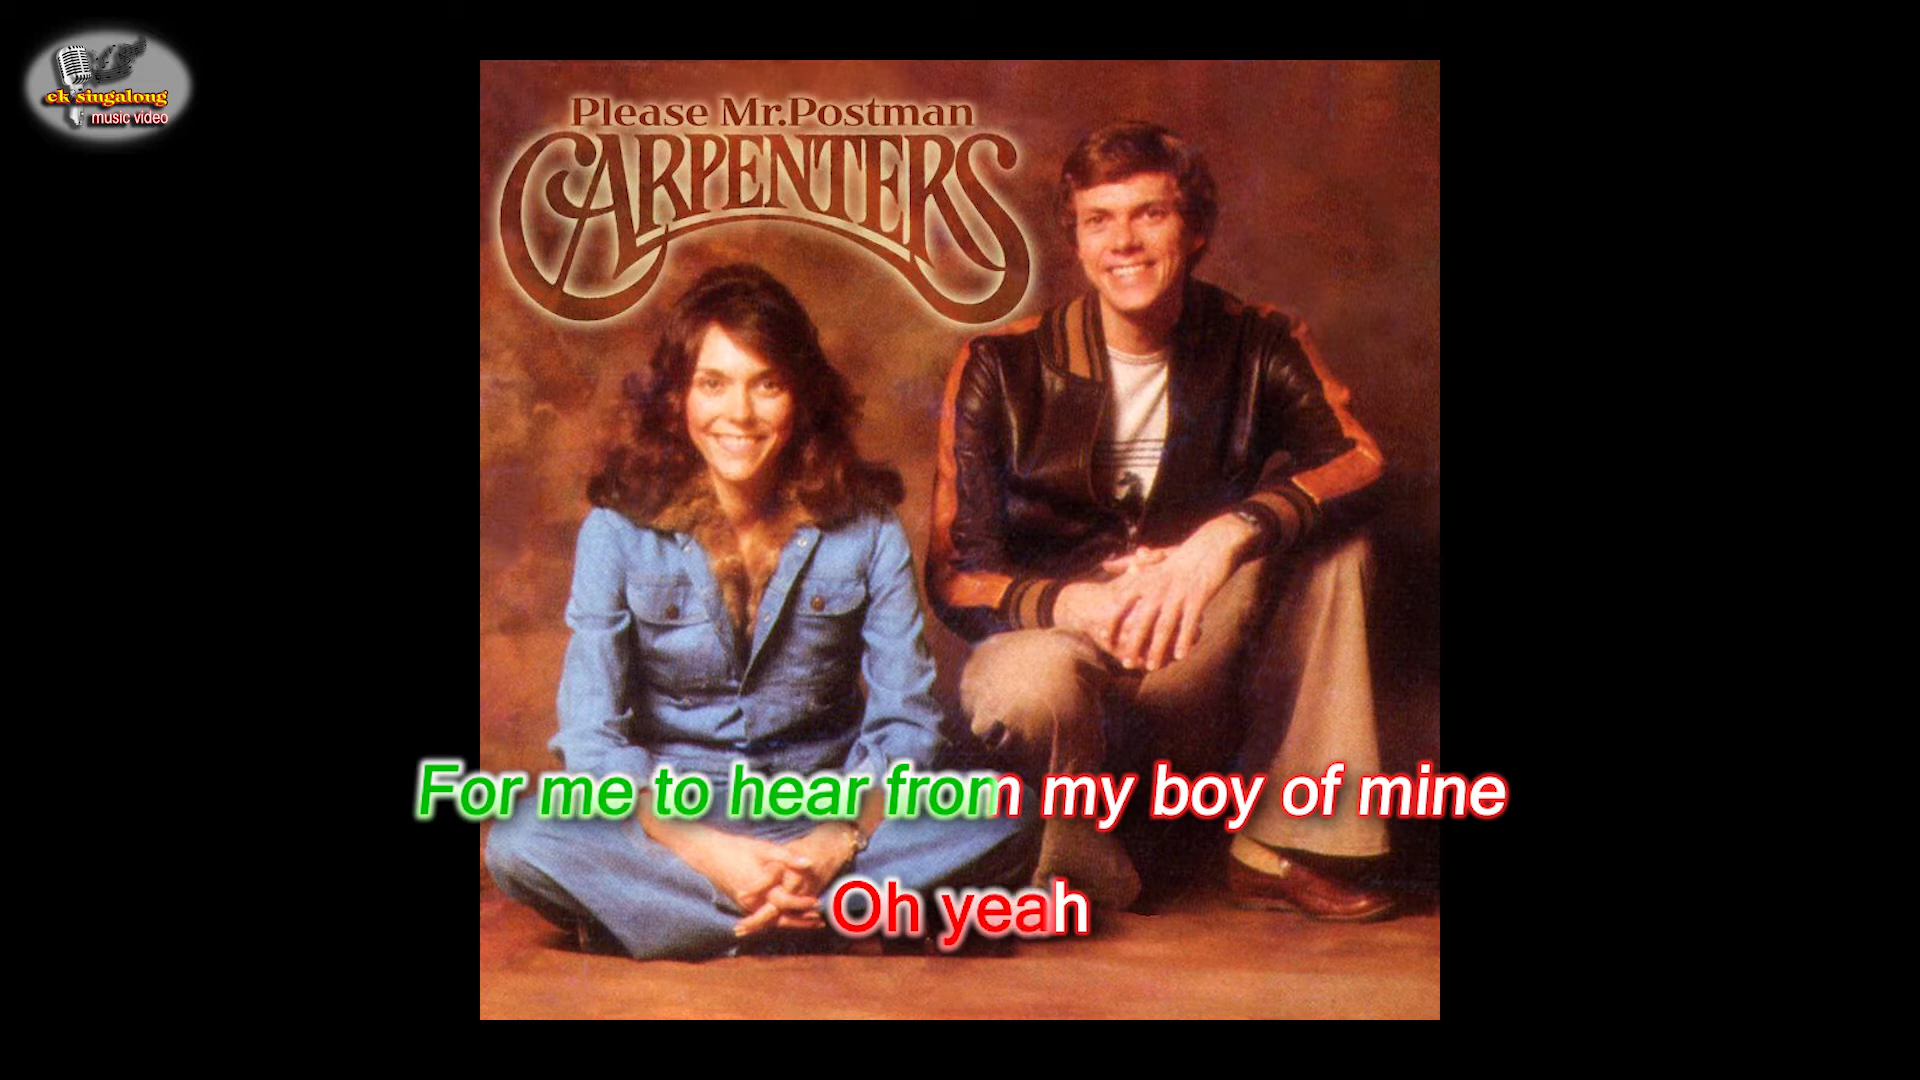 ck singalong
music video
Please Mr.Postman
CARPENTERS
For me to hear from my boy of mine
Oh yeah